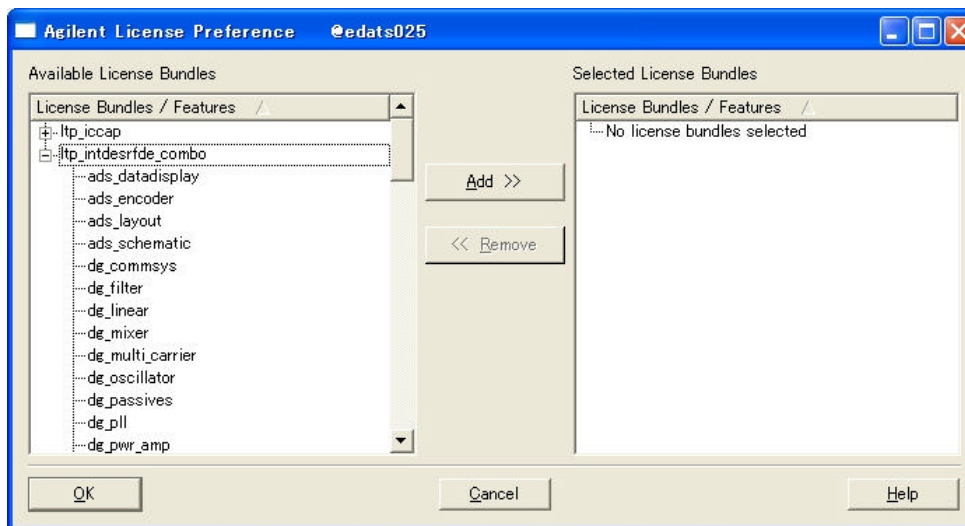 Agilent License Preference @edats025
Available License Bundles
Selected License Bundles
License Bundles / Features
License Bundles / Features
ltp_iccap
No license bundles selected
ltp_intdesrfde_combo
ads_datadisplay
Add >>
ads_encoder
ads_layout
ads_schematic
<< Remove
dg_commsys
dg_filter
dg_linear
dg_mixer
dg_multi_carrier
dg_oscillator
dg_passives
dg_pll
dg_pwr_amp
OK
Cancel
Help